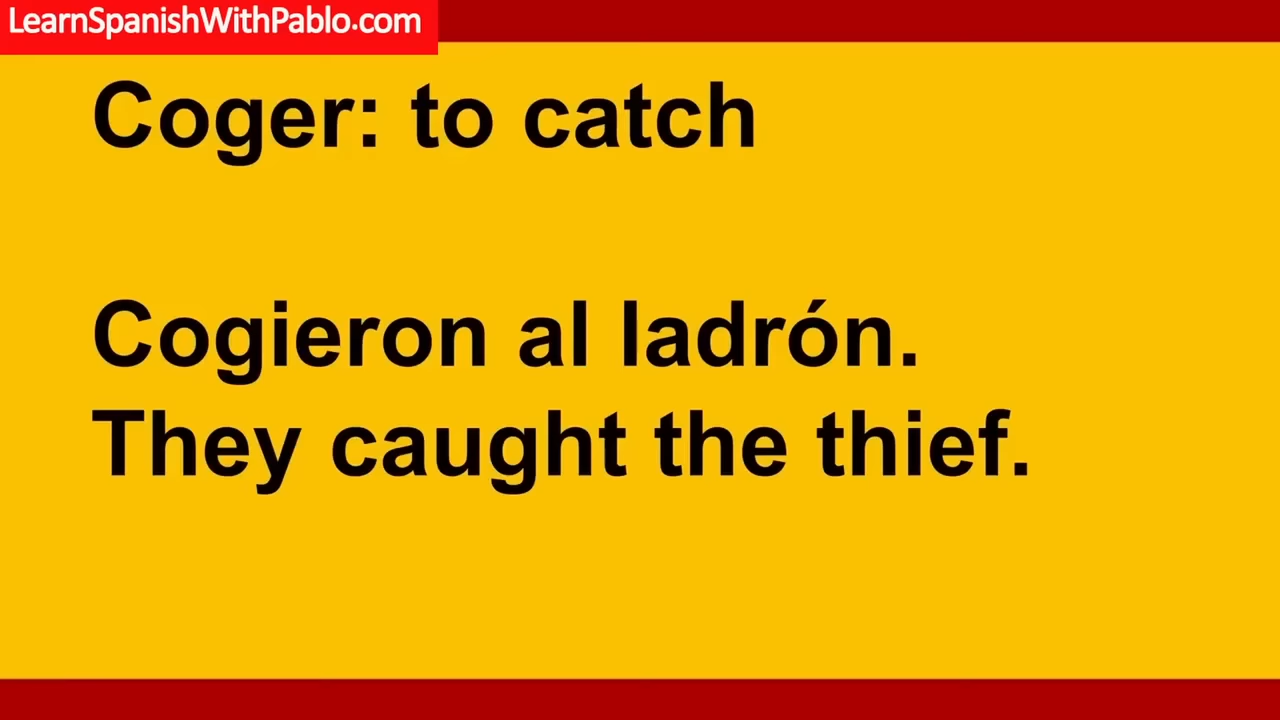 LearnSpanishWithPablo.com
Coger: to catch
Cogieron al ladrón.
They caught the thief.